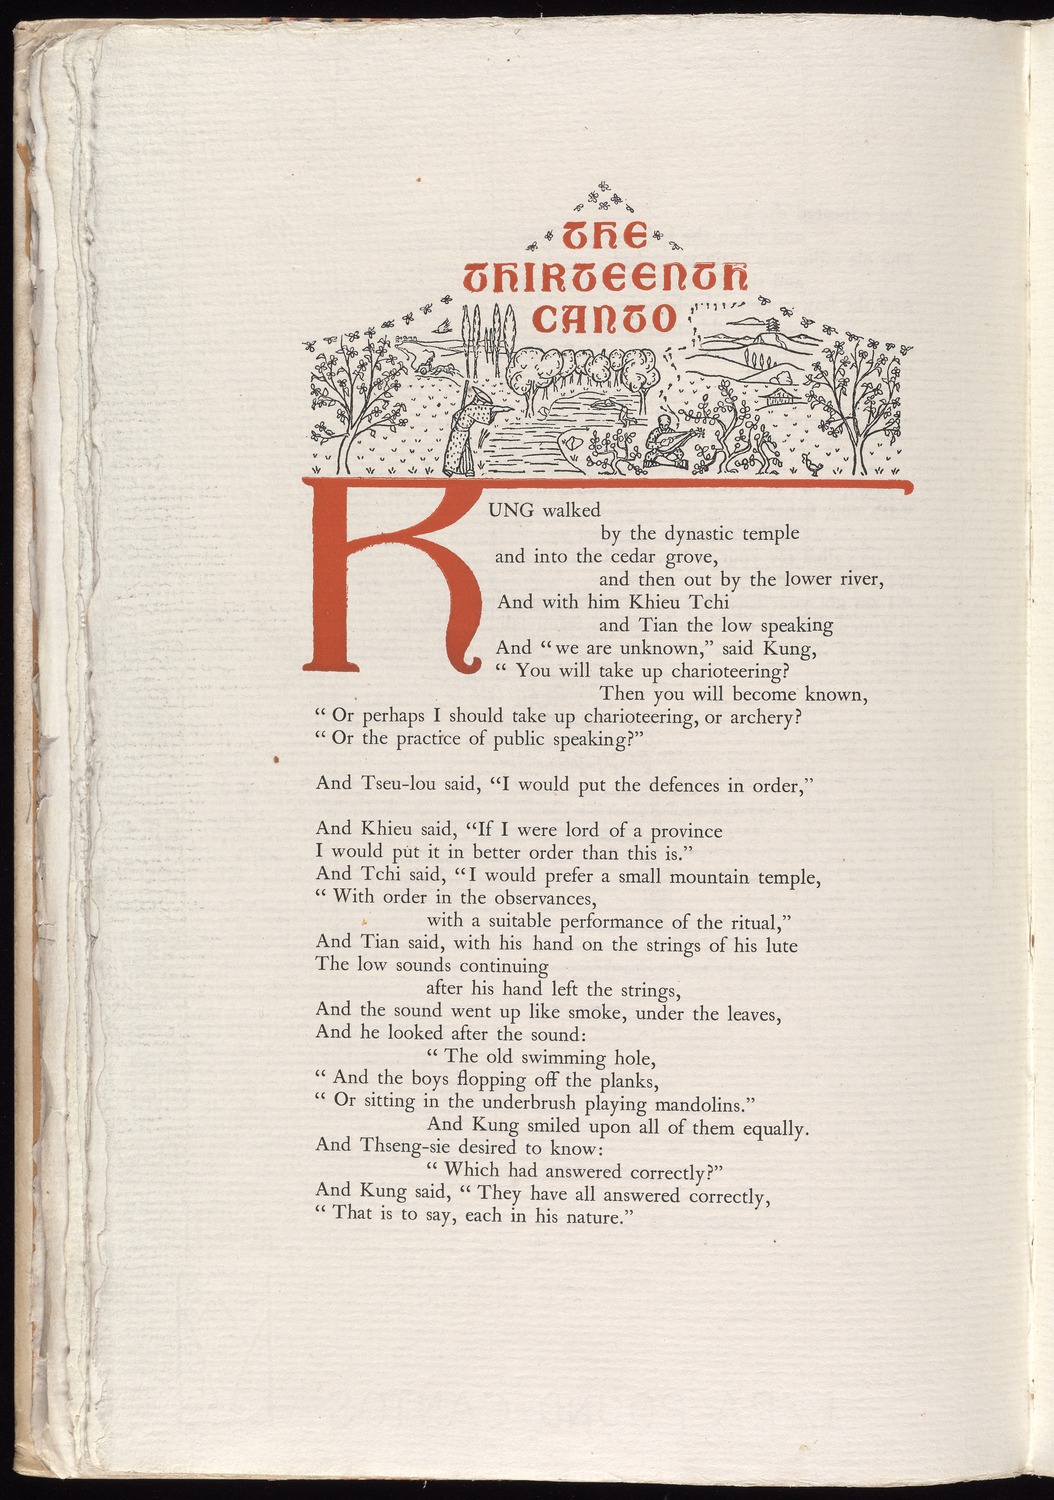 THE
THIRTEENTH
CANTO
KUNG walked
by the dynastic temple
and into the cedar grove,
and then out by the lower river,
And with him Khieu Tchi
and Tian the low speaking
And “we are unknown,” said Kung,
“ You will take up charioteering?
Then you will become known,
“ Or perhaps I should take up charioteering, or archery?
“ Or the practice of public speaking?”
And Tseu-lou said, “I would put the defences in order,”
And Khieu said, “If I were lord of a province
I would put it in better order than this is.”
And Tchi said, “I would prefer a small mountain temple,
“ With order in the observances,
with a suitable performance of the ritual,”
And Tian said, with his hand on the strings of his lute
The low sounds continuing
after his hand left the strings,
And the sound went up like smoke, under the leaves,
And he looked after the sound:
“ The old swimming hole,
“ And the boys flopping off the planks,
“ Or sitting in the underbrush playing mandolins.”
And Kung smiled upon all of them equally.
And Thseng-sie desired to know:
“ Which had answered correctly?”
And Kung said, “ They have all answered correctly,
“ That is to say, each in his nature.”